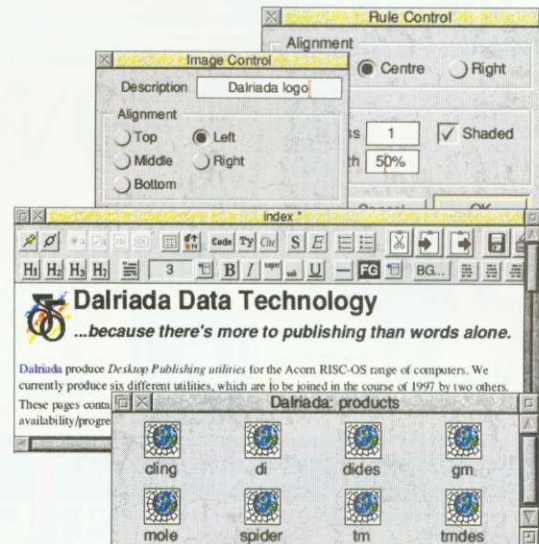 Rule Control
Alignment
Centre
Right
1
Shaded
50%
OK
Image Control
Description
Dalriada logo
Alignment
Top
Left
Middle
Right
Bottom
index *
Code Ty Cite S E
H1 H2 H3 H2 3 B I super sub U FG BG...
Dalriada Data Technology
...because there's more to publishing than words alone.
Dalriada produce Desktop Publishing utilities for the Acorn RISC-OS range of computers. We
currently produce six different utilities, which are to be joined in the course of 1997 by two others.
These pages
availability/
Dalriada: products
cling di dides gm
mole spider tm tmdes